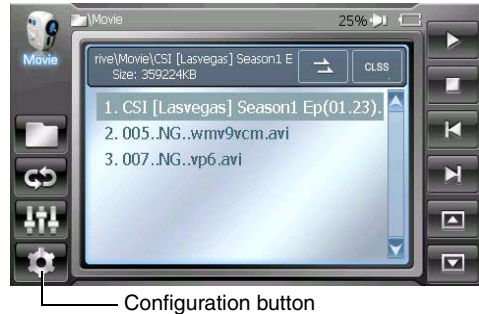 \Movie
25%
Movie
rive\Movie\CSI [Lasvegas] Season1 E
Size: 359224KB
CLSS
1. CSI [Lasvegas] Season1 Ep(01.23).
2. 005..NG..wmv9vcm.avi
3. 007..NG..vp6.avi
Configuration button